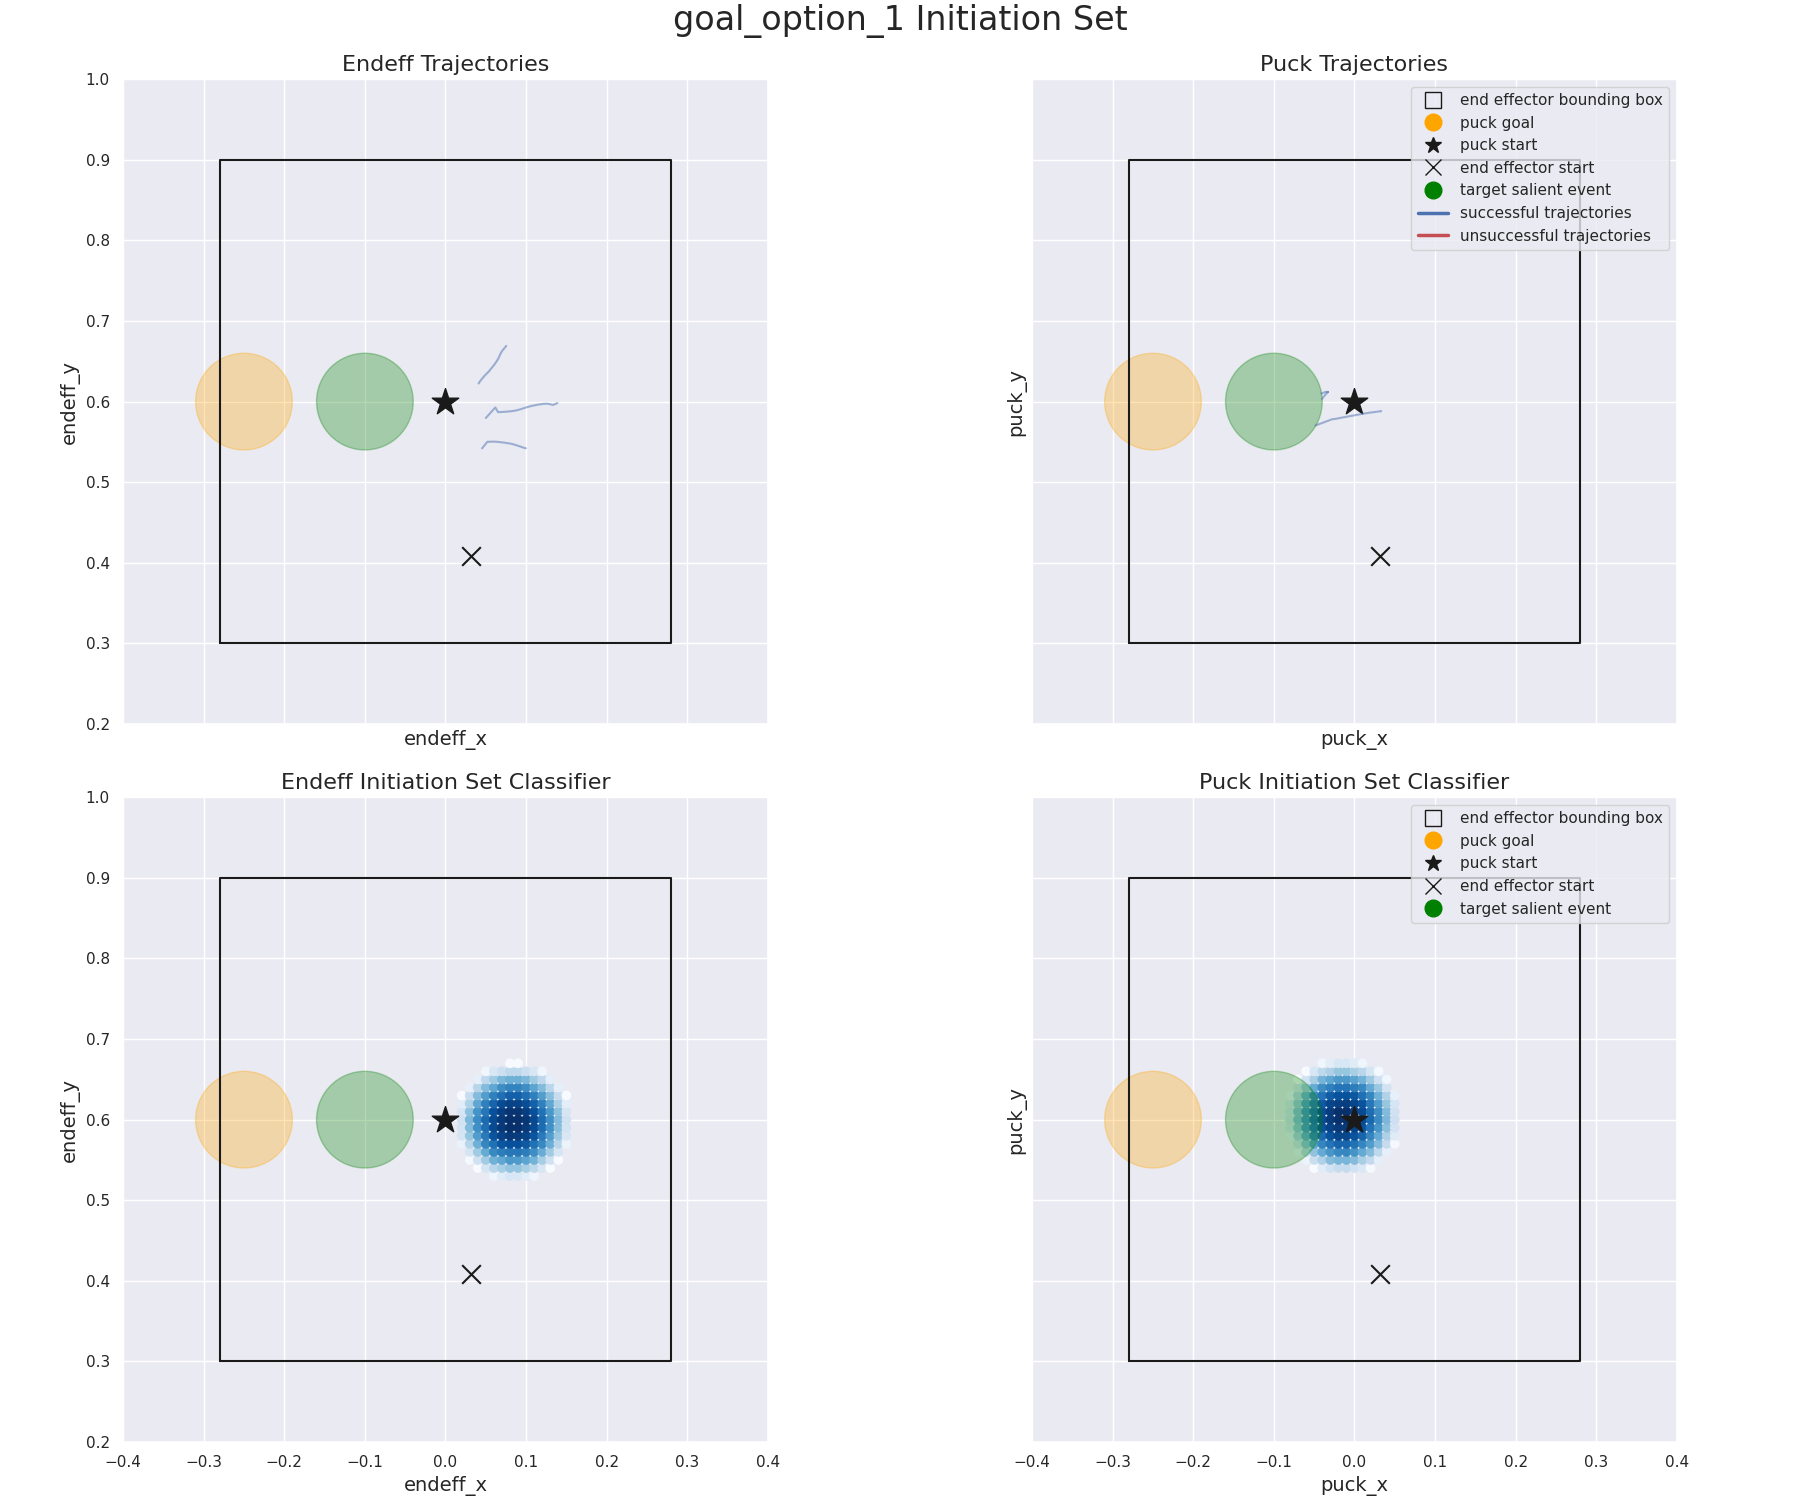 goal_option_1 Initiation Set
Endeff Trajectories
1.0
0.9
0.8
0.7
0.6
0.5
0.4
0.3
0.2
endeff_y
endeff_x
Puck Trajectories
end effector bounding box
puck goal
puck start
end effector start
target salient event
successful trajectories
unsuccessful trajectories
puck_y
puck_x
Endeff Initiation Set Classifier
1.0
0.9
0.8
0.7
0.6
0.5
0.4
0.3
0.2
endeff_y
−0.4 −0.3 −0.2 −0.1 0.0 0.1 0.2 0.3 0.4
endeff_x
Puck Initiation Set Classifier
end effector bounding box
puck goal
puck start
end effector start
target salient event
puck_y
−0.4 −0.3 −0.2 −0.1 0.0 0.1 0.2 0.3 0.4
puck_x